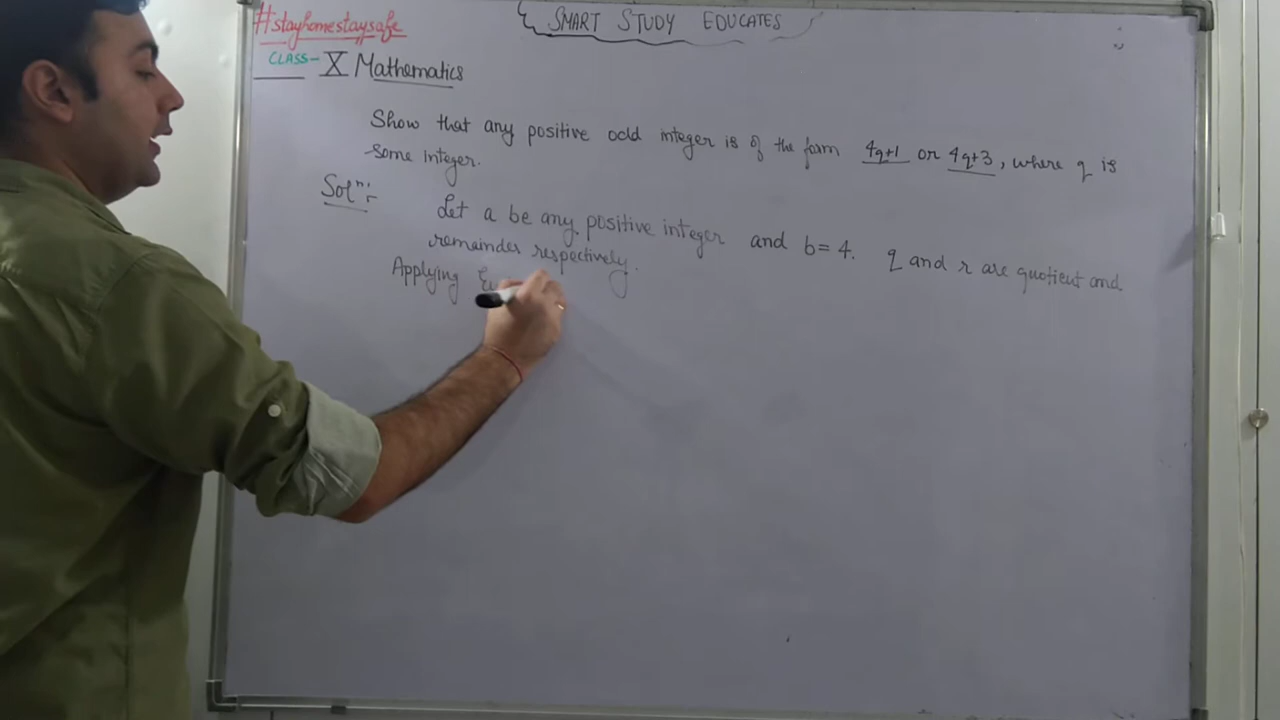 #stayhomestaysafe
SMART STUDY EDUCATES
CLASS- X Mathematics
Show that any positive odd integer is of the form 4q+1 or 4q+3, where q is
some integer.
Solⁿ:-
Let a be any positive integer and b=4. q and r are quotient and
remainder respectively.
Applying Eu